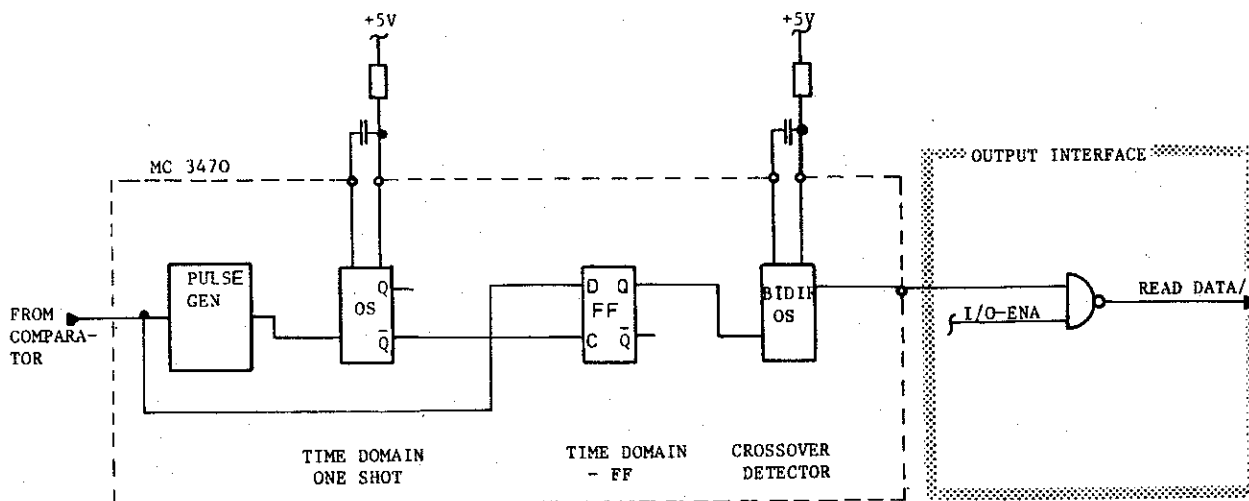 +5V
+5V
MC 3470
OUTPUT INTERFACE
PULSE
GEN
Q
OS
Q̅
D Q
FF
C Q̅
BIDIR
OS
READ DATA/
I/O-ENA
FROM
COMPARA-
TOR
TIME DOMAIN
ONE SHOT
TIME DOMAIN
- FF
CROSSOVER
DETECTOR